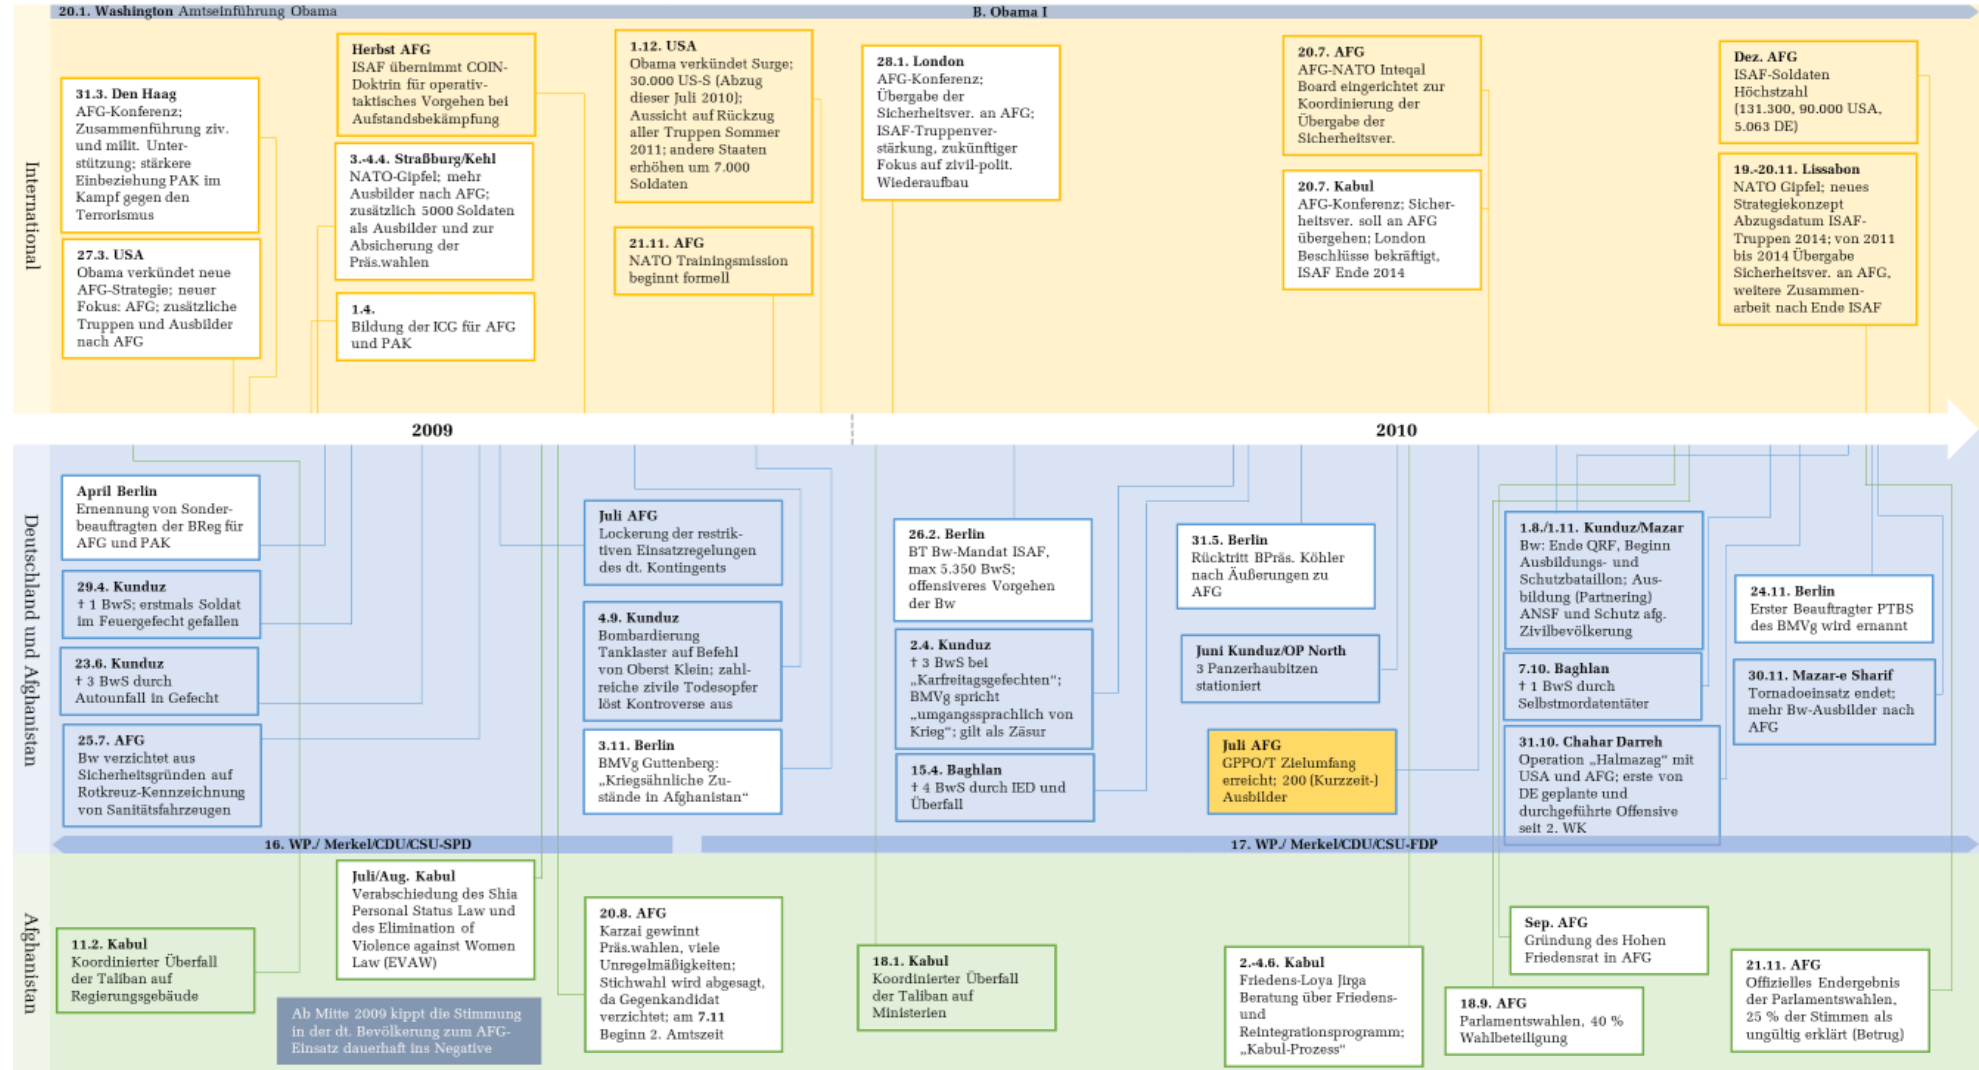 20.1. Washington Amtseinführung Obama
B. Obama I
International
31.3. Den Haag
AFG-Konferenz;
Zusammenführung ziv.
und milit. Unter-
stützung; stärkere
Einbeziehung PAK im
Kampf gegen den
Terrorismus
27.3. USA
Obama verkündet neue
AFG-Strategie; neuer
Fokus: AFG; zusätzliche
Truppen und Ausbilder
nach AFG
Herbst AFG
ISAF übernimmt COIN-
Doktrin für operativ-
taktisches Vorgehen bei
Aufstandsbekämpfung
3.-4.4. Straßburg/Kehl
NATO-Gipfel; mehr
Ausbilder nach AFG;
zusätzlich 5000 Soldaten
als Ausbilder und zur
Absicherung der
Präs.wahlen
1.4.
Bildung der ICG für AFG
und PAK
1.12. USA
Obama verkündet Surge;
30.000 US-S (Abzug
dieser Juli 2010);
Aussicht auf Rückzug
aller Truppen Sommer
2011; andere Staaten
erhöhen um 7.000
Soldaten
21.11. AFG
NATO Trainingsmission
beginnt formell
28.1. London
AFG-Konferenz;
Übergabe der
Sicherheitsver. an AFG;
ISAF-Truppenver-
stärkung, zukünftiger
Fokus auf zivil-polit.
Wiederaufbau
20.7. AFG
AFG-NATO Inteqal
Board eingerichtet zur
Koordinierung der
Übergabe der
Sicherheitsver.
20.7. Kabul
AFG-Konferenz; Sicher-
heitsver. soll an AFG
übergehen; London
Beschlüsse bekräftigt,
ISAF Ende 2014
Dez. AFG
ISAF-Soldaten
Höchstzahl
(131.300, 90.000 USA,
5.063 DE)
19.-20.11. Lissabon
NATO Gipfel; neues
Strategiekonzept
Abzugsdatum ISAF-
Truppen 2014; von 2011
bis 2014 Übergabe
Sicherheitsver. an AFG,
weitere Zusammen-
arbeit nach Ende ISAF
2009
2010
Deutschland und Afghanistan
April Berlin
Ernennung von Sonder-
beauftragten der BReg für
AFG und PAK
29.4. Kunduz
† 1 BwS; erstmals Soldat
im Feuergefecht gefallen
23.6. Kunduz
† 3 BwS durch
Autounfall in Gefecht
25.7. AFG
Bw verzichtet aus
Sicherheitsgründen auf
Rotkreuz-Kennzeichnung
von Sanitätsfahrzeugen
Juli AFG
Lockerung der restrik-
tiven Einsatzregelungen
des dt. Kontingents
4.9. Kunduz
Bombardierung
Tanklaster auf Befehl
von Oberst Klein; zahl-
reiche zivile Todesopfer
löst Kontroverse aus
3.11. Berlin
BMVg Guttenberg:
„Kriegsähnliche Zu-
stände in Afghanistan“
26.2. Berlin
BT Bw-Mandat ISAF,
max 5.350 BwS;
offensiveres Vorgehen
der Bw
2.4. Kunduz
† 3 BwS bei
„Karfreitagsgefechten“;
BMVg spricht
„umgangssprachlich von
Krieg“; gilt als Zäsur
15.4. Baghlan
† 4 BwS durch IED und
Überfall
31.5. Berlin
Rücktritt BPräs. Köhler
nach Äußerungen zu
AFG
Juni Kunduz/OP North
3 Panzerhaubitzen
stationiert
Juli AFG
GPPO/T Zielumfang
erreicht; 200 (Kurzzeit-)
Ausbilder
1.8./1.11. Kunduz/Mazar
Bw: Ende QRF, Beginn
Ausbildungs- und
Schutzbataillon; Aus-
bildung (Partnering)
ANSF und Schutz afg.
Zivilbevölkerung
7.10. Baghlan
† 1 BwS durch
Selbstmordatentäter
31.10. Chahar Darreh
Operation „Halmazag“ mit
USA und AFG; erste von
DE geplante und
durchgeführte Offensive
seit 2. WK
24.11. Berlin
Erster Beauftragter PTBS
des BMVg wird ernannt
30.11. Mazar-e Sharif
Tornadoeinsatz endet;
mehr Bw-Ausbilder nach
AFG
16. WP./ Merkel/CDU/CSU-SPD
17. WP./ Merkel/CDU/CSU-FDP
Afghanistan
11.2. Kabul
Koordinierter Überfall
der Taliban auf
Regierungsgebäude
Juli/Aug. Kabul
Verabschiedung des Shia
Personal Status Law und
des Elimination of
Violence against Women
Law (EVAW)
Ab Mitte 2009 kippt die Stimmung
in der dt. Bevölkerung zum AFG-
Einsatz dauerhaft ins Negative
20.8. AFG
Karzai gewinnt
Präs.wahlen, viele
Unregelmäßigkeiten;
Stichwahl wird abgesagt,
da Gegenkandidat
verzichtet; am 7.11
Beginn 2. Amtszeit
18.1. Kabul
Koordinierter Überfall
der Taliban auf
Ministerien
2.-4.6. Kabul
Friedens-Loya Jirga
Beratung über Friedens-
und
Reintegrationsprogramm;
„Kabul-Prozess“
Sep. AFG
Gründung des Hohen
Friedensrat in AFG
18.9. AFG
Parlamentswahlen, 40 %
Wahlbeteiligung
21.11. AFG
Offizielles Endergebnis
der Parlamentswahlen,
25 % der Stimmen als
ungültig erklärt (Betrug)